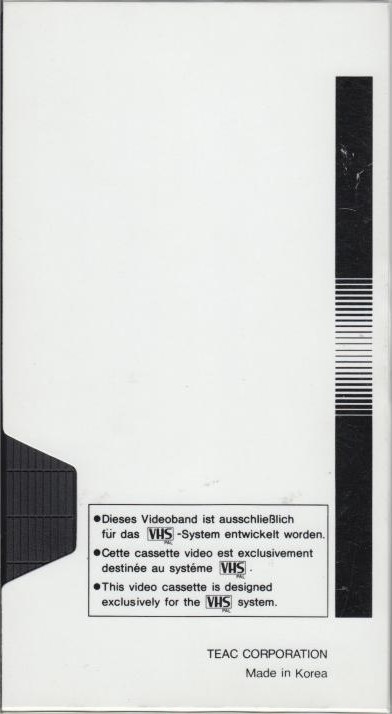 ●Dieses Videoband ist ausschließlich
für das VHS PAL -System entwickelt worden.
●Cette cassette video est exclusivement
destinée au systéme VHS PAL .
●This video cassette is designed
exclusively for the VHS PAL system.
TEAC CORPORATION
Made in Korea